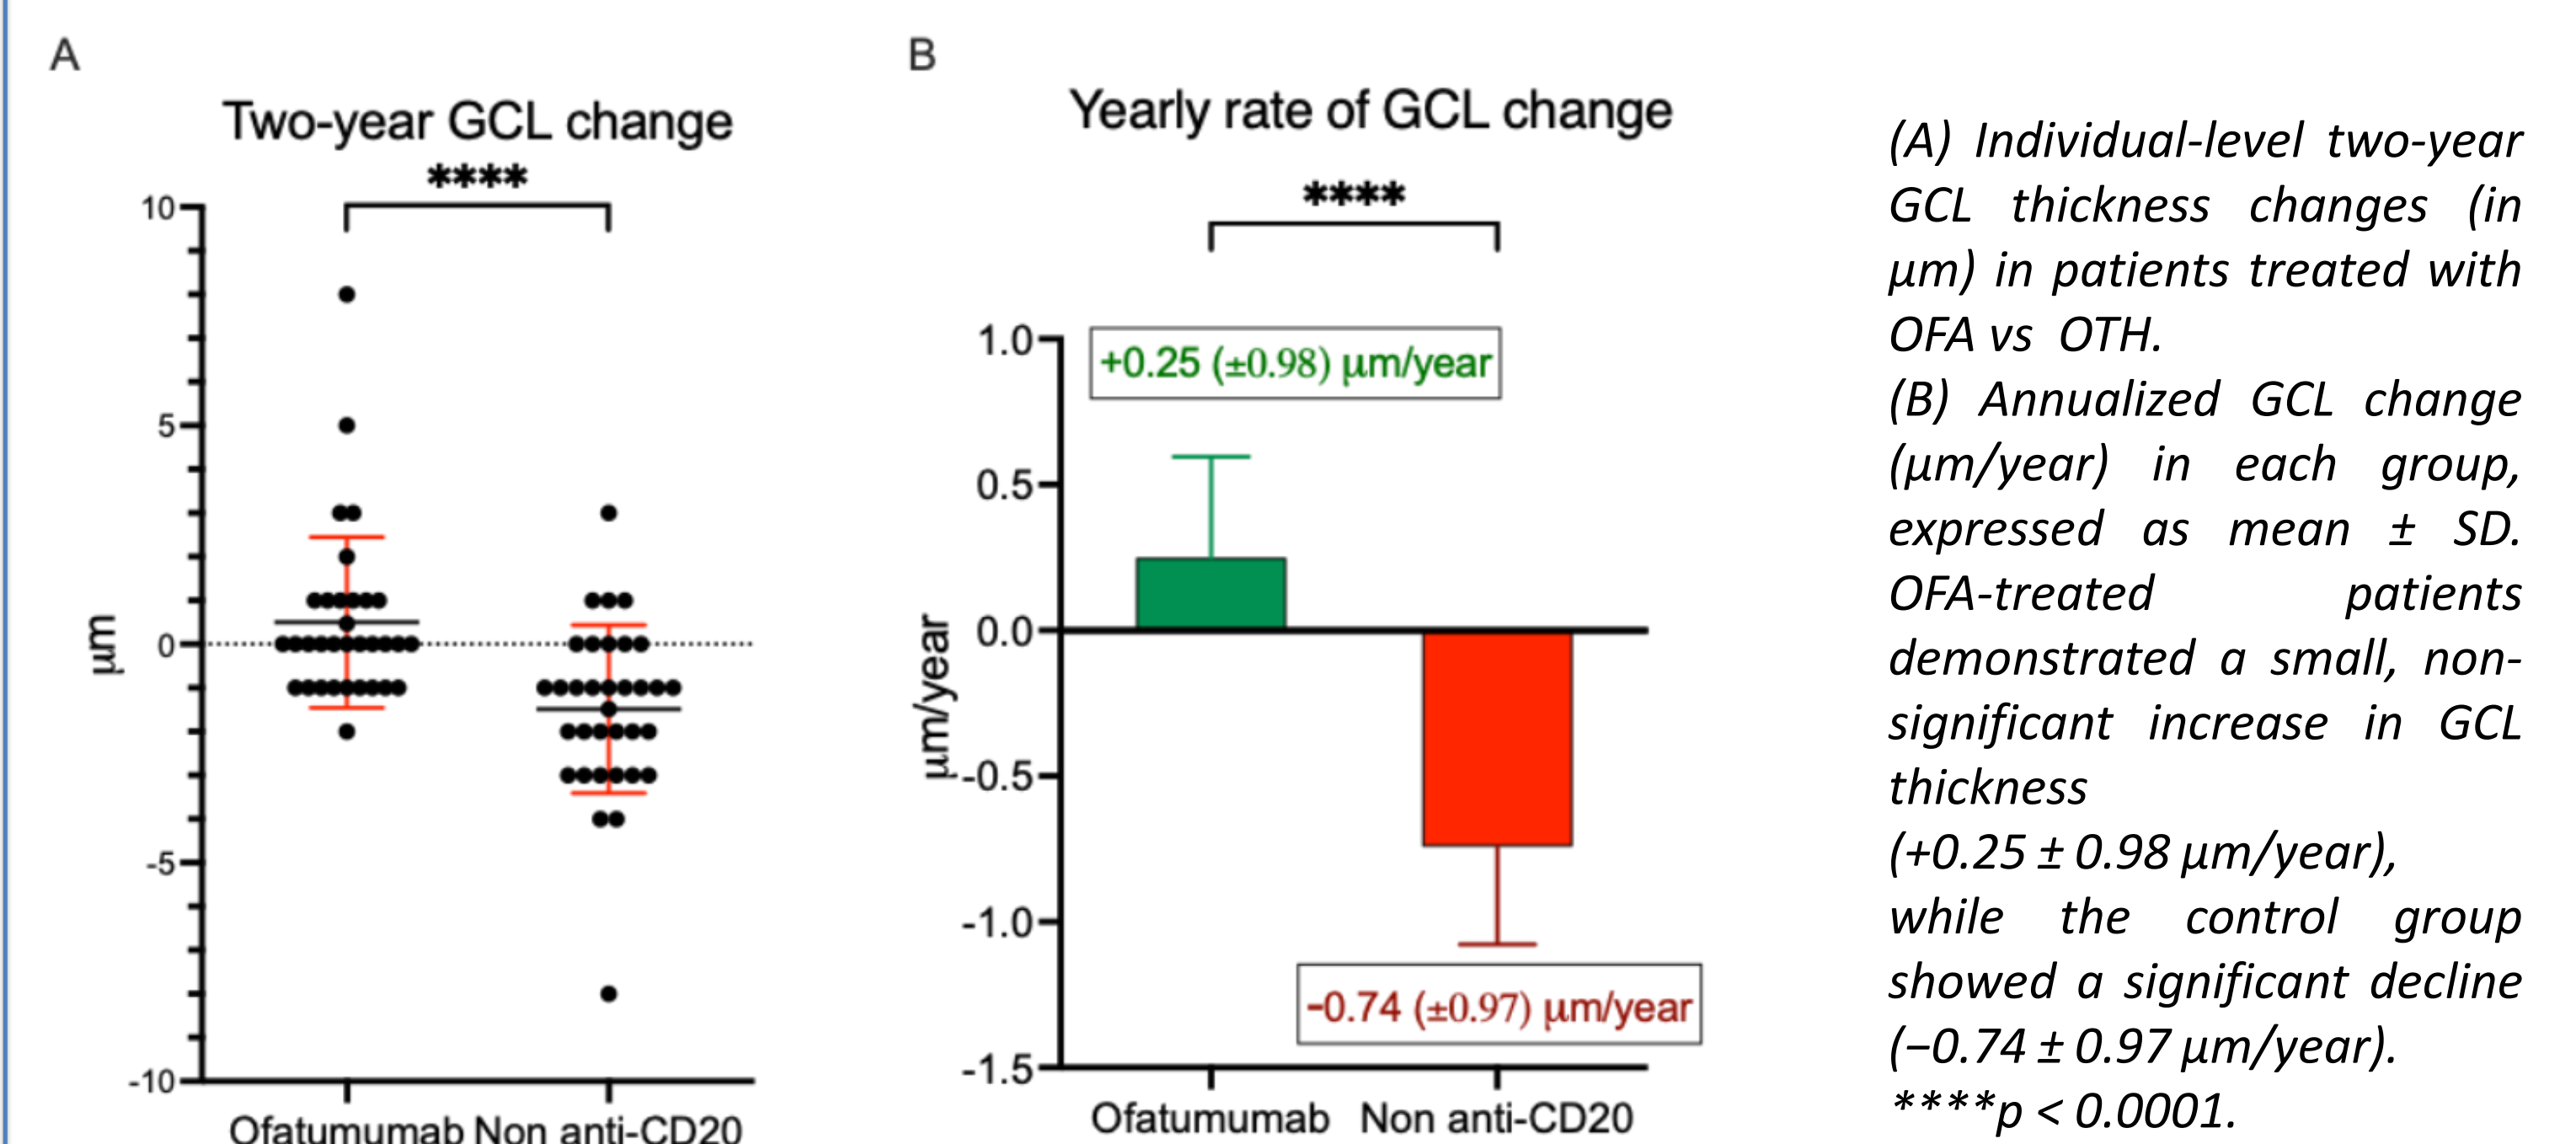 A
Two-year GCL change
****
10
5
0
-5
-10
µm
Ofatumumab Non anti-CD20
B
Yearly rate of GCL change
****
1.0
0.5
0.0
-0.5
-1.0
-1.5
µm/year
+0.25 (±0.98) µm/year
−0.74 (±0.97) µm/year
Ofatumumab Non anti-CD20
(A) Individual-level two-year
GCL thickness changes (in
µm) in patients treated with
OFA vs OTH.
(B) Annualized GCL change
(µm/year) in each group,
expressed as mean ± SD.
OFA-treated patients
demonstrated a small, non-
significant increase in GCL
thickness
(+0.25 ± 0.98 µm/year),
while the control group
showed a significant decline
(−0.74 ± 0.97 µm/year).
****p < 0.0001.